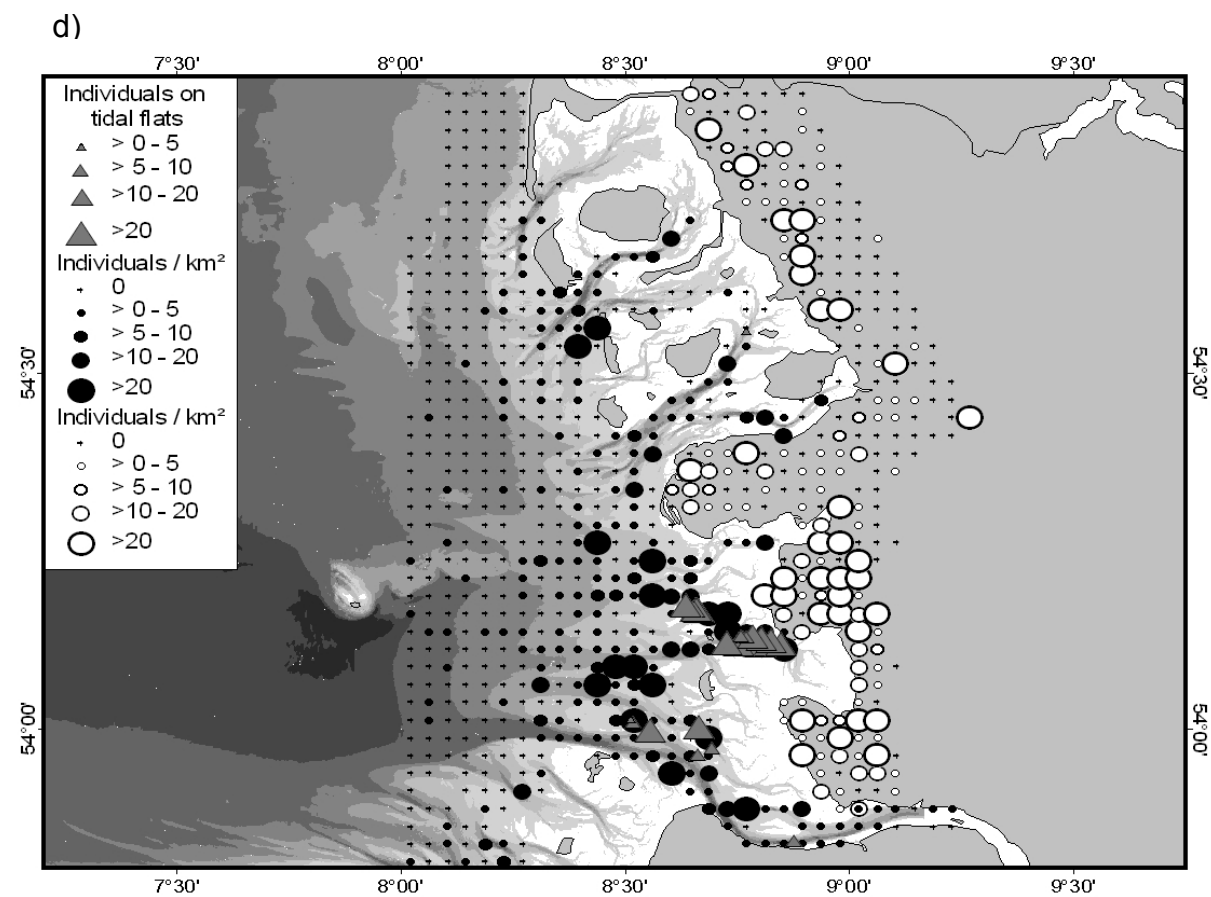 d)
7°30'
8°00'
8°30'
9°00'
9°30'
Individuals on
tidal flats
> 0 - 5
> 5 - 10
>10 - 20
>20
Individuals / km²
0
> 0 - 5
> 5 - 10
>10 - 20
>20
Individuals / km²
0
> 0 - 5
> 5 - 10
>10 - 20
>20
54°30'
54°30'
54°00'
54°00'
7°30'
8°00'
8°30'
9°00'
9°30'